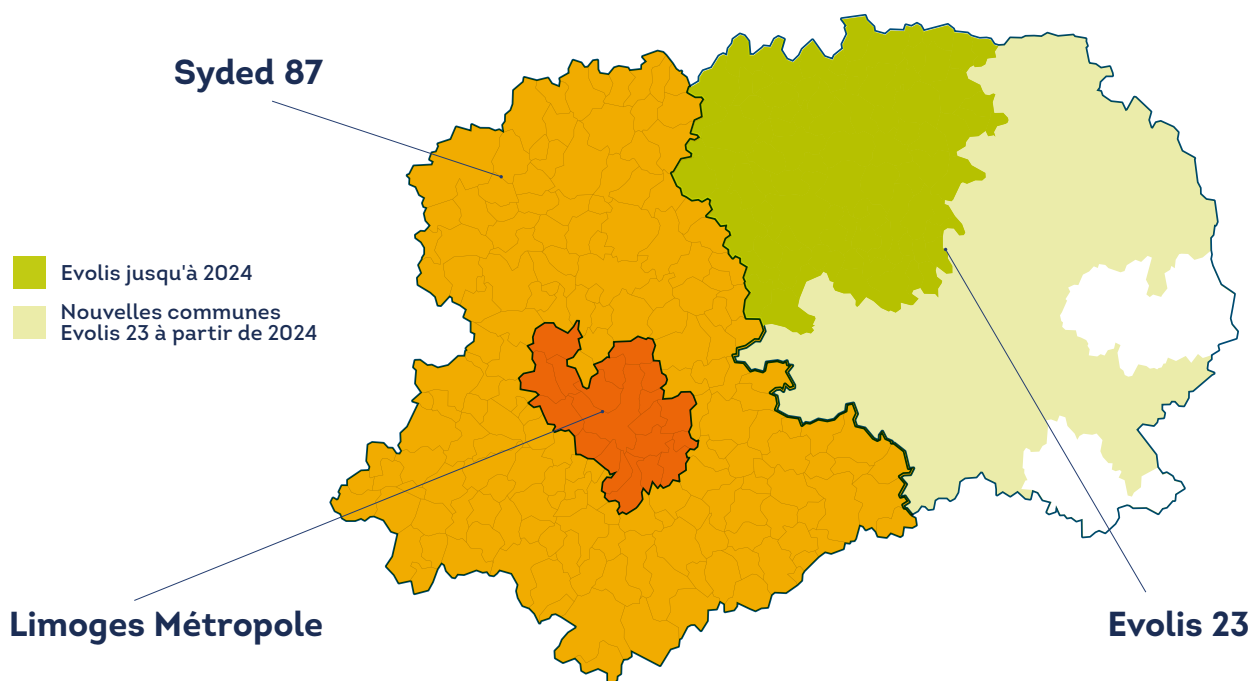 Syded 87
Evolis jusqu'à 2024
Nouvelles communes
Evolis 23 à partir de 2024
Limoges Métropole
Evolis 23